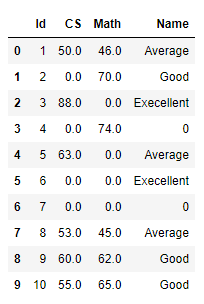 Id CS Math Name
0 1 50.0 46.0 Average
1 2 0.0 70.0 Good
2 3 88.0 0.0 Execellent
3 4 0.0 74.0 0
4 5 63.0 0.0 Average
5 6 0.0 0.0 Execellent
6 7 0.0 0.0 0
7 8 53.0 45.0 Average
8 9 60.0 62.0 Good
9 10 55.0 65.0 Good